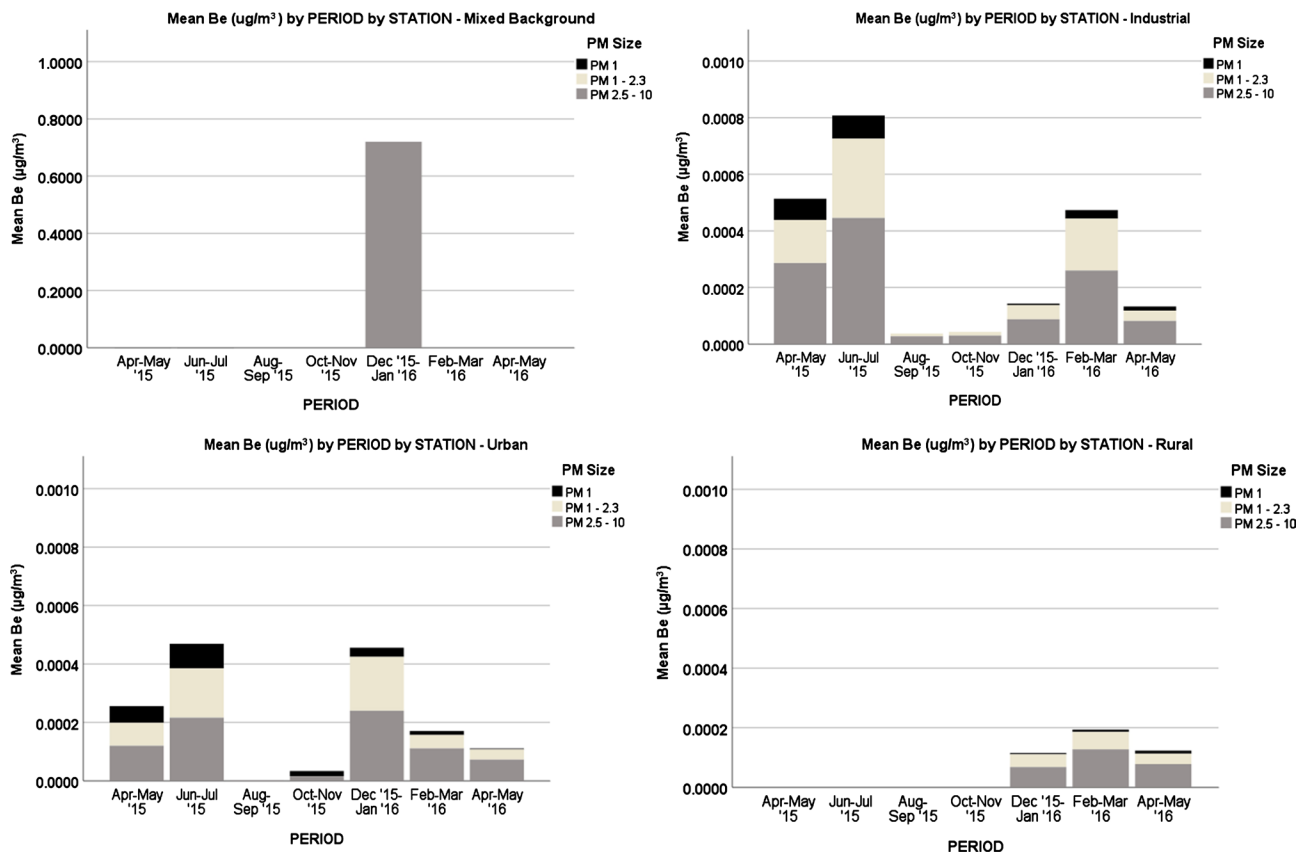 Mean Be (ug/m³) by PERIOD by STATION - Mixed Background
PM Size
PM 1
PM 1 - 2.3
PM 2.5 - 10
Mean Be (µg/m³)
1.0000
0.8000
0.6000
0.4000
0.2000
0.0000
Apr-May '15
Jun-Jul '15
Aug-Sep '15
Oct-Nov '15
Dec '15-Jan '16
Feb-Mar '16
Apr-May '16
PERIOD
Mean Be (ug/m³) by PERIOD by STATION - Industrial
PM Size
PM 1
PM 1 - 2.3
PM 2.5 - 10
Mean Be (µg/m³)
0.0010
0.0008
0.0006
0.0004
0.0002
0.0000
Apr-May '15
Jun-Jul '15
Aug-Sep '15
Oct-Nov '15
Dec '15-Jan '16
Feb-Mar '16
Apr-May '16
PERIOD
Mean Be (ug/m³) by PERIOD by STATION - Urban
PM Size
PM 1
PM 1 - 2.3
PM 2.5 - 10
Mean Be (µg/m³)
0.0010
0.0008
0.0006
0.0004
0.0002
0.0000
Apr-May '15
Jun-Jul '15
Aug-Sep '15
Oct-Nov '15
Dec '15-Jan '16
Feb-Mar '16
Apr-May '16
PERIOD
Mean Be (ug/m³) by PERIOD by STATION - Rural
PM Size
PM 1
PM 1 - 2.3
PM 2.5 - 10
Mean Be (µg/m³)
0.0010
0.0008
0.0006
0.0004
0.0002
0.0000
Apr-May '15
Jun-Jul '15
Aug-Sep '15
Oct-Nov '15
Dec '15-Jan '16
Feb-Mar '16
Apr-May '16
PERIOD